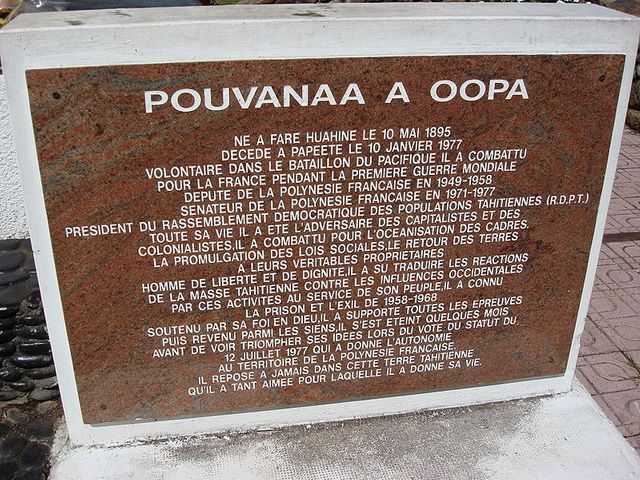 POUVANAA A OOPA
NE A FARE HUAHINE LE 10 MAI 1895
DECEDE A PAPEETE LE 10 JANVIER 1977
VOLONTAIRE DANS LE BATAILLON DU PACIFIQUE IL A COMBATTU
POUR LA FRANCE PENDANT LA PREMIERE GUERRE MONDIALE
DEPUTE DE LA POLYNESIE FRANCAISE EN 1949-1958
SENATEUR DE LA POLYNESIE FRANCAISE EN 1971-1977
PRESIDENT DU RASSEMBLEMENT DEMOCRATIQUE DES POPULATIONS TAHITIENNES (R.D.P.T.)
TOUTE SA VIE IL A ETE L'ADVERSAIRE DES CAPITALISTES ET DES
COLONIALISTES,IL A COMBATTU POUR L'OCEANISATION DES CADRES.
LA PROMULGATION DES LOIS SOCIALES,LE RETOUR DES TERRES
A LEURS VERITABLES PROPRIETAIRES
HOMME DE LIBERTE ET DE DIGNITE,IL A SU TRADUIRE LES REACTIONS
DE LA MASSE TAHITIENNE CONTRE LES INFLUENCES OCCIDENTALES
PAR CES ACTIVITES AU SERVICE DE SON PEUPLE,IL A CONNU
LA PRISON ET L'EXIL DE 1958-1968
SOUTENU PAR SA FOI EN DIEU,IL A SUPPORTE TOUTES LES EPREUVES
PUIS REVENU PARMI LES SIENS,IL S'EST ETEINT QUELQUES MOIS
AVANT DE VOIR TRIOMPHER SES IDEES LORS DU VOTE DU STATUT DU
12 JUILLET 1977 QUI A DONNE L'AUTONOMIE
AU TERRITOIRE DE LA POLYNESIE FRANCAISE,
IL REPOSE A JAMAIS DANS CETTE TERRE TAHITIENNE
QU'IL A TANT AIMEE POUR LAQUELLE IL A DONNE SA VIE.